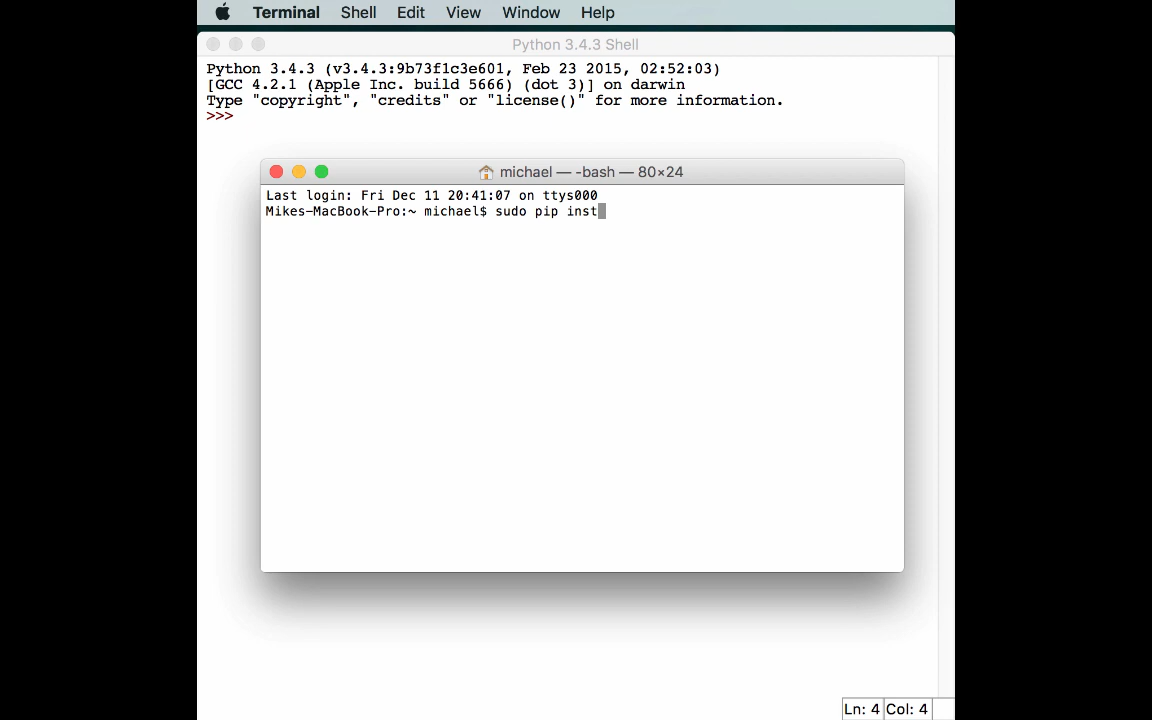 Terminal Shell Edit View Window Help
Python 3.4.3 Shell
Python 3.4.3 (v3.4.3:9b73f1c3e601, Feb 23 2015, 02:52:03)
[GCC 4.2.1 (Apple Inc. build 5666) (dot 3)] on darwin
Type "copyright", "credits" or "license()" for more information.
>>>
michael — -bash — 80×24
Last login: Fri Dec 11 20:41:07 on ttys000
Mikes-MacBook-Pro:~ michael$ sudo pip inst
Ln: 4 Col: 4